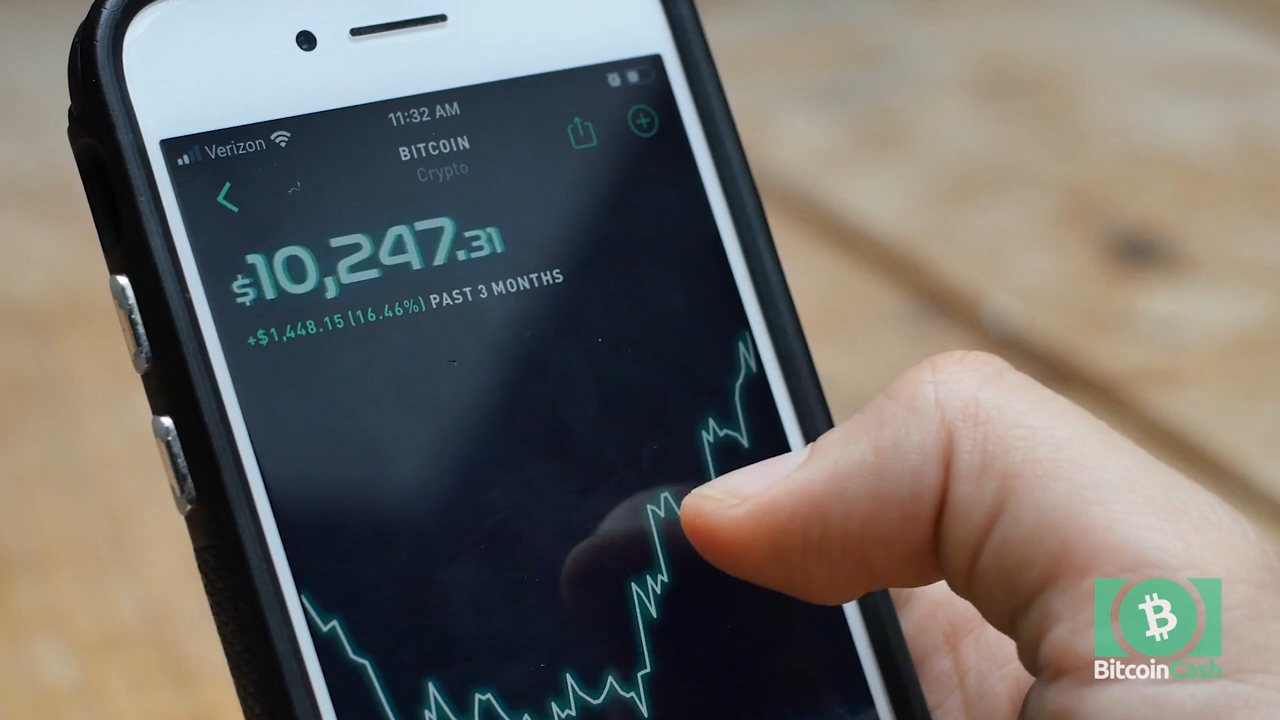 11:32 AM
Verizon
BITCOIN
Crypto
$10,247.31
+$1,448.15 (16.46%) PAST 3 MONTHS
BitcoinCash